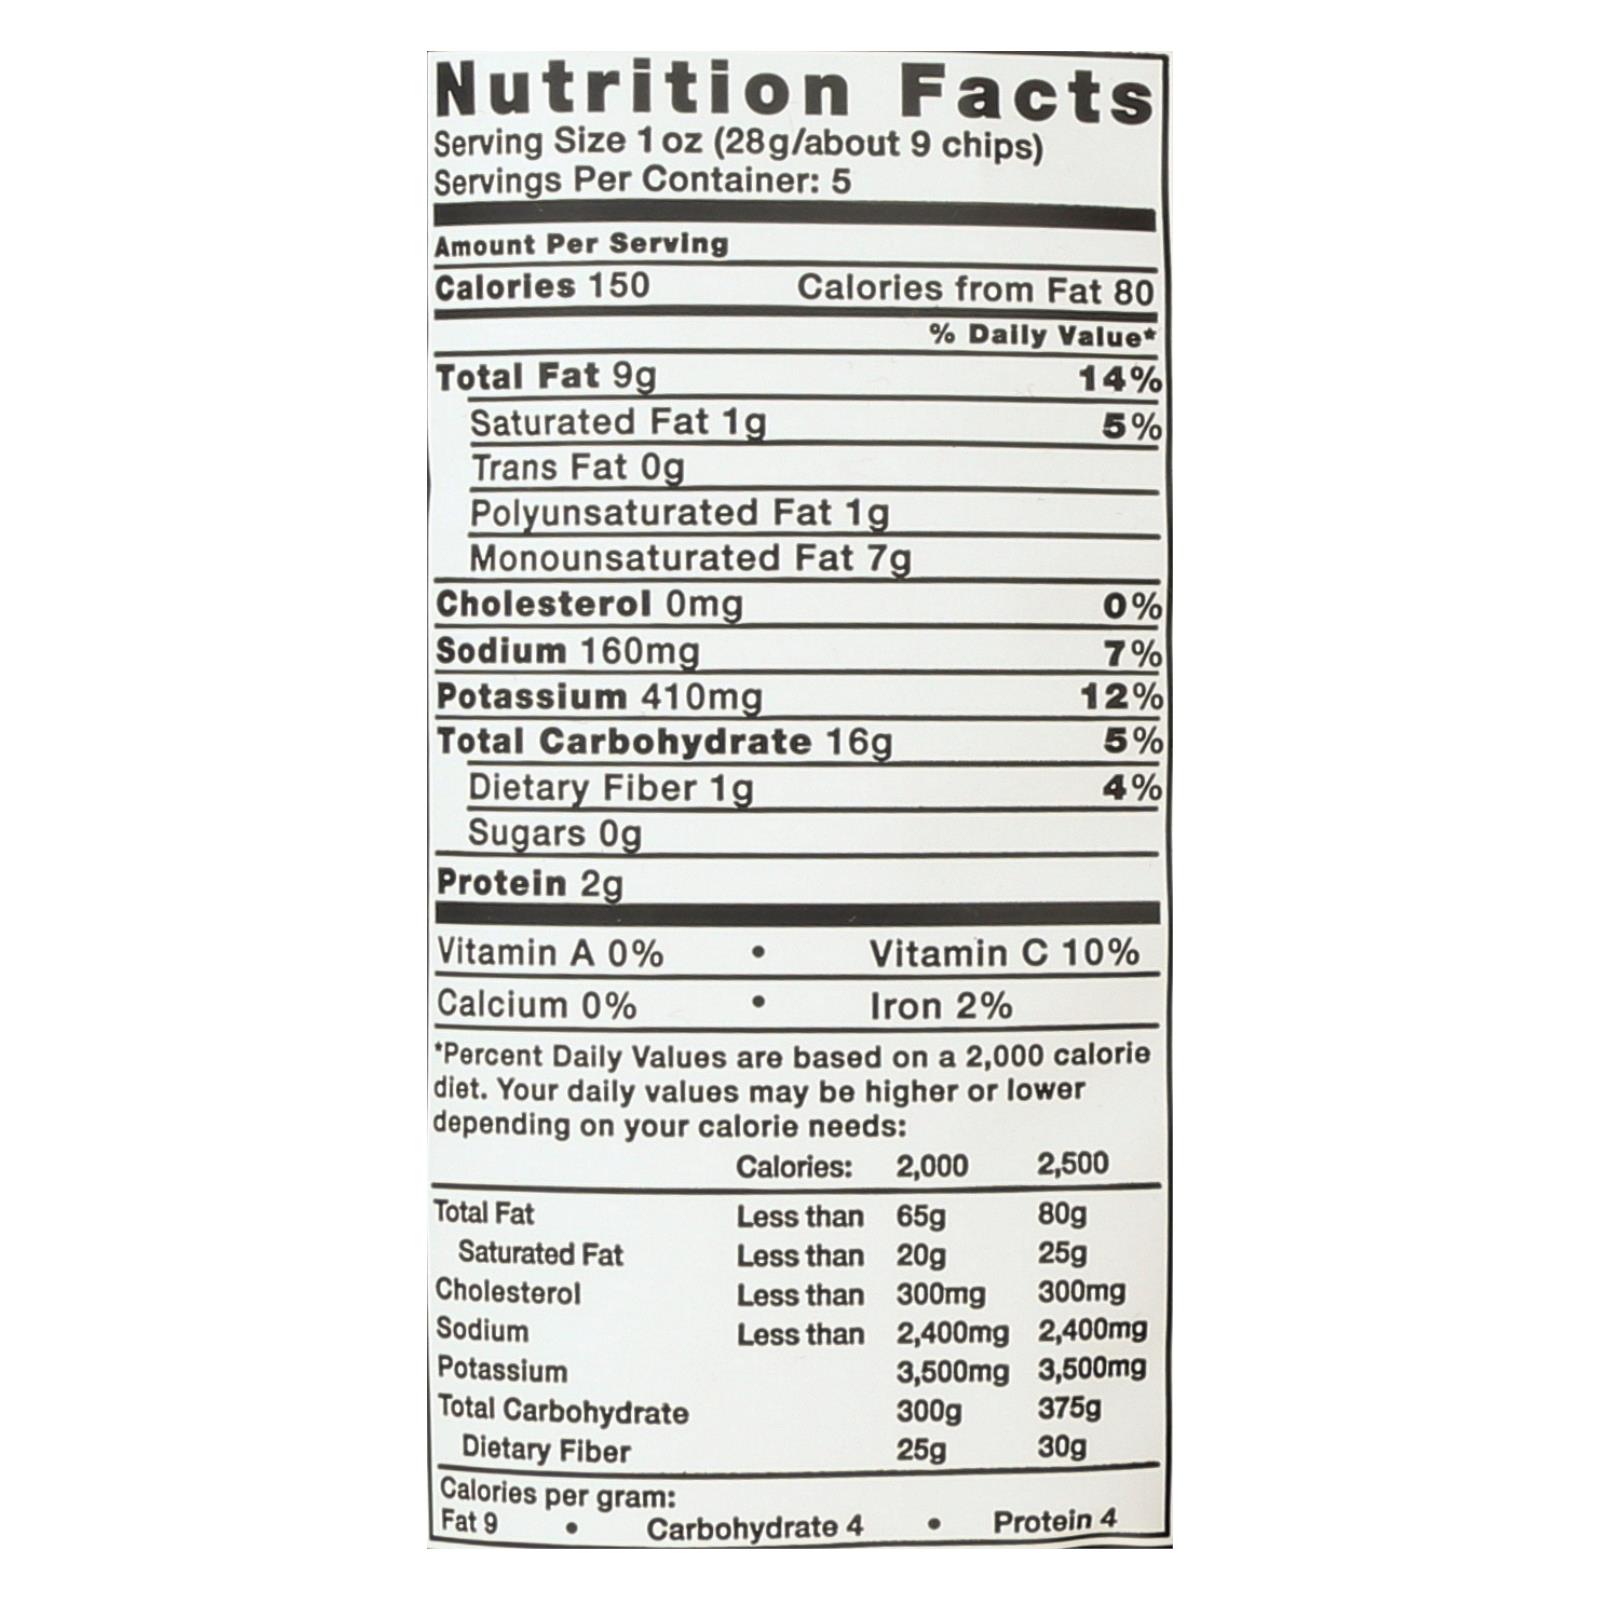 Nutrition Facts
Serving Size 1 oz (28g/about 9 chips)
Servings Per Container: 5
Amount Per Serving
Calories 150 Calories from Fat 80
% Daily Value*
Total Fat 9g 14%
Saturated Fat 1g 5%
Trans Fat 0g
Polyunsaturated Fat 1g
Monounsaturated Fat 7g
Cholesterol 0mg 0%
Sodium 160mg 7%
Potassium 410mg 12%
Total Carbohydrate 16g 5%
Dietary Fiber 1g 4%
Sugars 0g
Protein 2g
Vitamin A 0% • Vitamin C 10%
Calcium 0% • Iron 2%
*Percent Daily Values are based on a 2,000 calorie
diet. Your daily values may be higher or lower
depending on your calorie needs:
Calories: 2,000 2,500
Total Fat Less than 65g 80g
Saturated Fat Less than 20g 25g
Cholesterol Less than 300mg 300mg
Sodium Less than 2,400mg 2,400mg
Potassium 3,500mg 3,500mg
Total Carbohydrate 300g 375g
Dietary Fiber 25g 30g
Calories per gram:
Fat 9 • Carbohydrate 4 • Protein 4